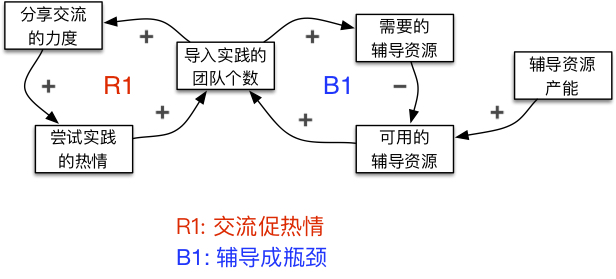 分享交流
的力度
+
导入实践的
团队个数
+
需要的
辅导资源
辅导资源
产能
+
R1
+
B1
−
+
尝试实践
的热情
+
可用的
辅导资源
R1: 交流促热情
B1: 辅导成瓶颈